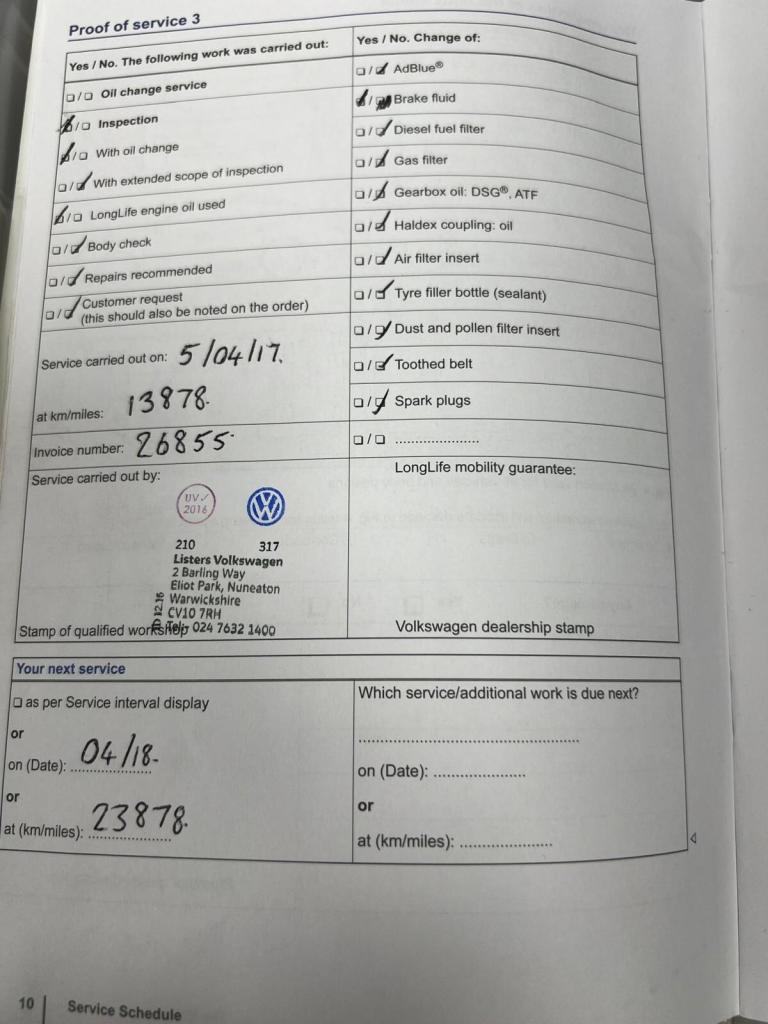 Proof of service 3
Yes / No. The following work was carried out:
☐/☐ Oil change service
☑/☐ Inspection
☑/☐ With oil change
☐/☑ With extended scope of inspection
☑/☐ LongLife engine oil used
☐/☑ Body check
☐/☑ Repairs recommended
☐/☑ Customer request
(this should also be noted on the order)
Service carried out on: 5/04/17.
at km/miles: 13878.
Invoice number: 26855
Service carried out by:
UV✓
2016
VW
210 317
Listers Volkswagen
2 Barling Way
Eliot Park, Nuneaton
Warwickshire
CV10 7RH
Tel: 024 7632 1400
12.16
Stamp of qualified workshop
Yes / No. Change of:
☐/☑ AdBlue®
☑/☐ Brake fluid
☐/☑ Diesel fuel filter
☐/☑ Gas filter
☐/☑ Gearbox oil: DSG®, ATF
☐/☑ Haldex coupling: oil
☐/☑ Air filter insert
☐/☑ Tyre filler bottle (sealant)
☐/☑ Dust and pollen filter insert
☐/☑ Toothed belt
☐/☑ Spark plugs
☐/☐ .....................
LongLife mobility guarantee:
Volkswagen dealership stamp
Your next service
☐ as per Service interval display
or
on (Date): 04/18-
or
at (km/miles): 23878.
Which service/additional work is due next?
.....................................................
on (Date): ......................
or
at (km/miles): ......................
10 | Service Schedule